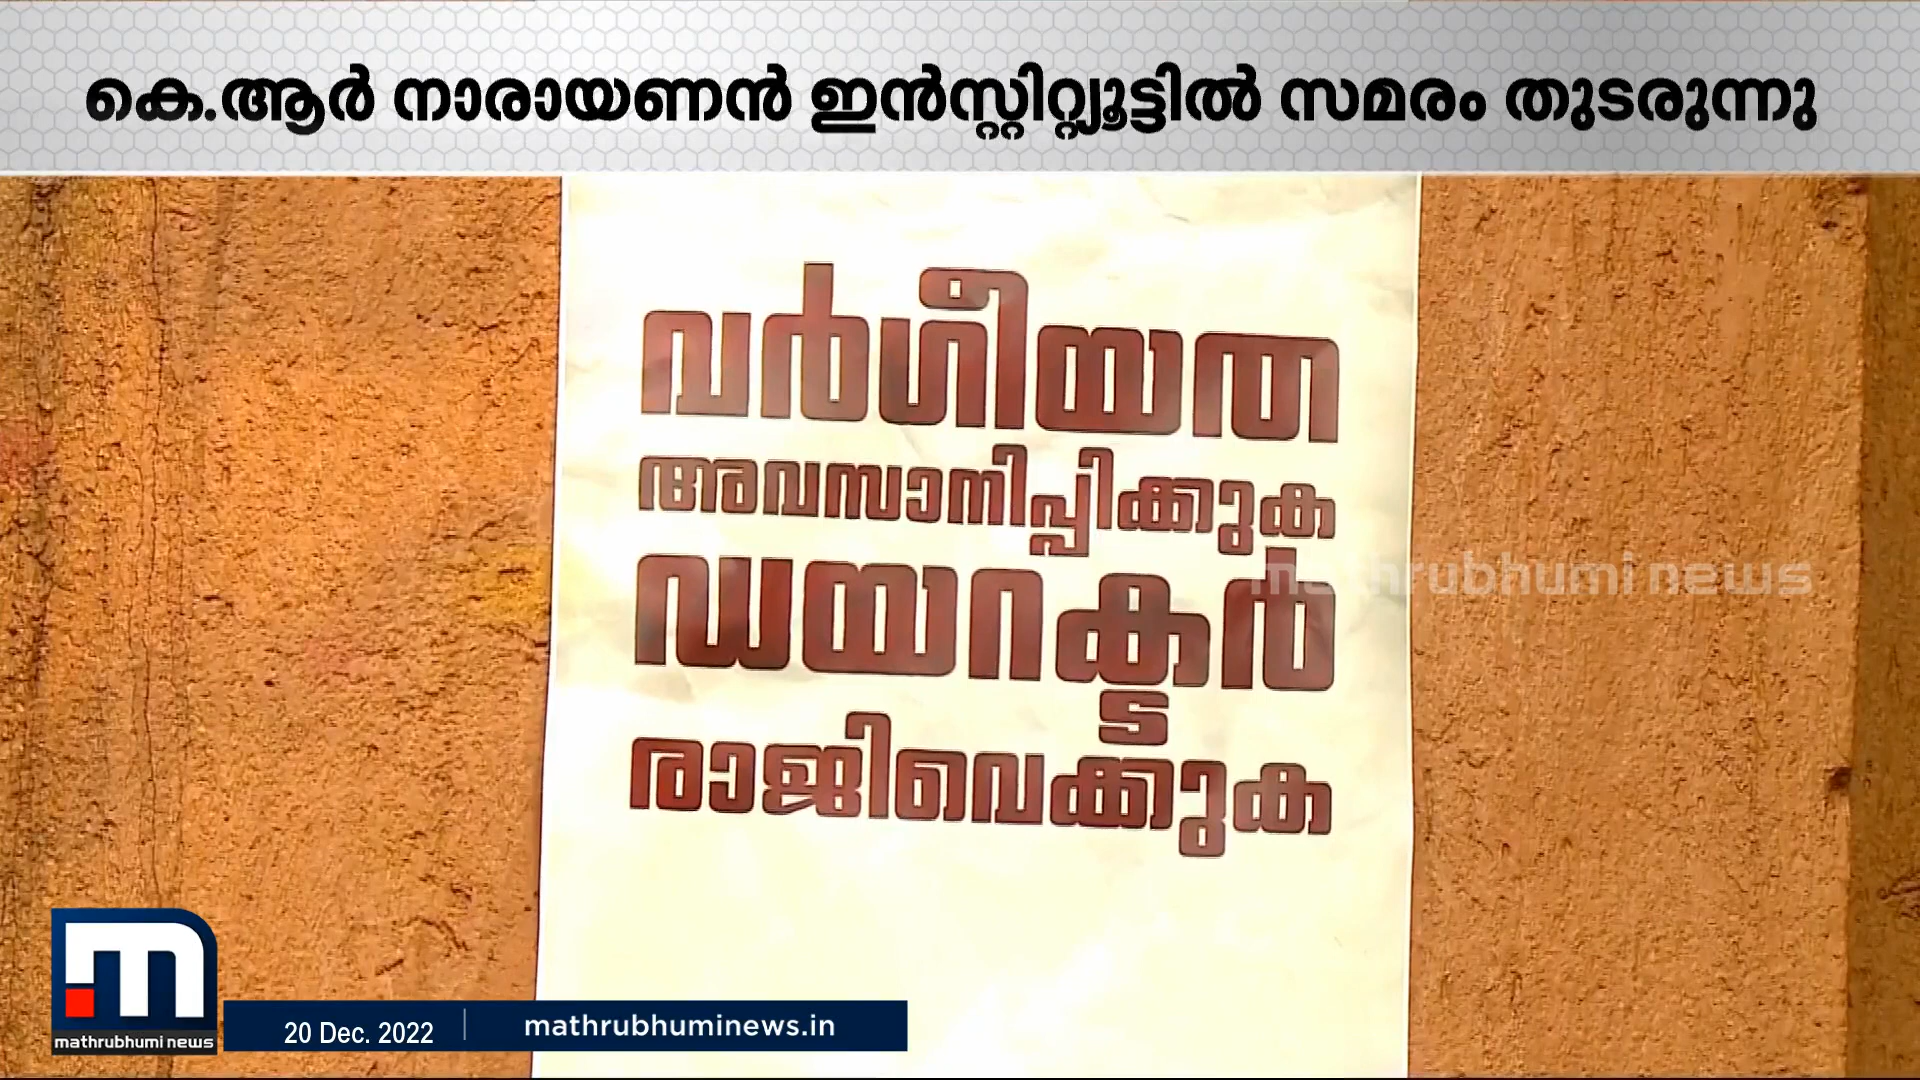 കെ.ആർ നാരായണൻ ഇൻസ്റ്റിറ്റ്യൂട്ടിൽ സമരം തുടരുന്നു
വർഗീയത
അവസാനിപ്പിക്കുക
ഡയറക്ടർ
രാജിവെക്കുക
mathrubhumi news
mathrubhumi news
20 Dec. 2022
mathrubhuminews.in